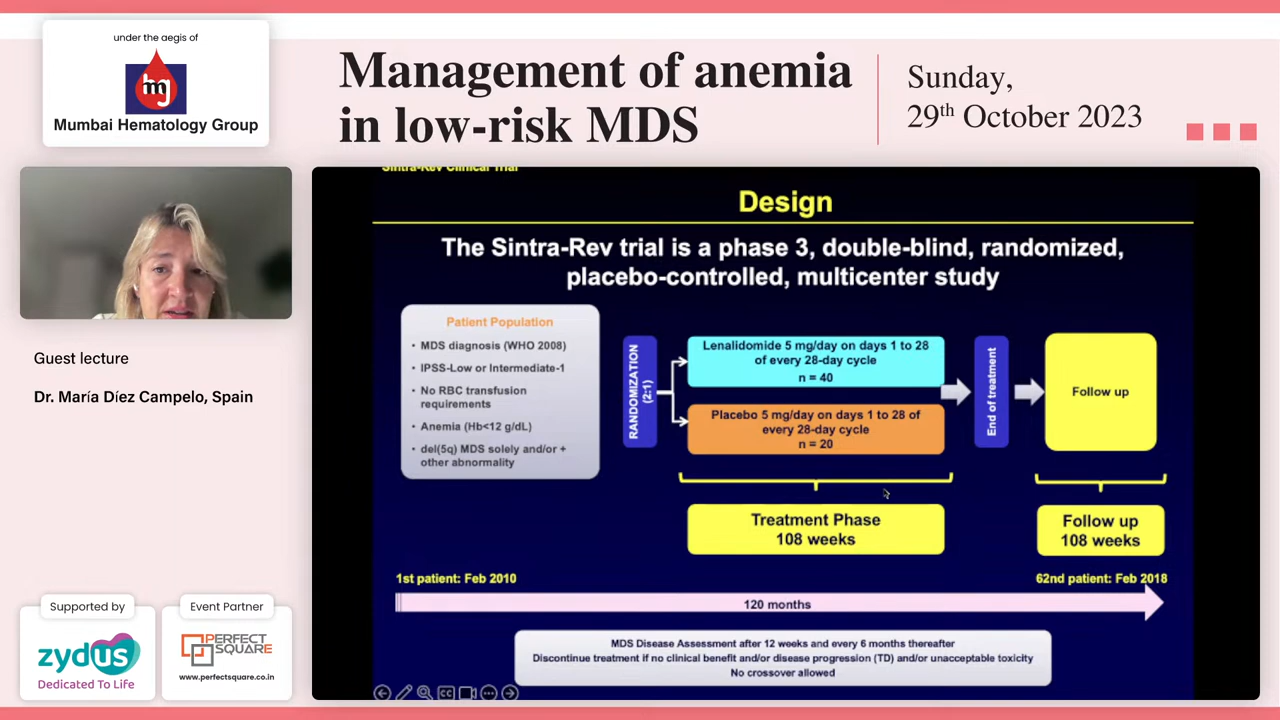 under the aegis of
mg
Mumbai Hematology Group
Management of anemia
in low-risk MDS
Sunday,
29th October 2023
Guest lecture
Dr. María Díez Campelo, Spain
Supported by
zydus
Dedicated To Life
Event Partner
PERFECT
SQUARE
www.perfectsquare.co.in
Sintra-Rev Clinical Trial
Design
The Sintra-Rev trial is a phase 3, double-blind, randomized,
placebo-controlled, multicenter study
Patient Population
• MDS diagnosis (WHO 2008)
• IPSS-Low or Intermediate-1
• No RBC transfusion
requirements
• Anemia (Hb<12 g/dL)
• del(5q) MDS solely and/or +
other abnormality
RANDOMIZATION
(2:1)
Lenalidomide 5 mg/day on days 1 to 28
of every 28-day cycle
n = 40
Placebo 5 mg/day on days 1 to 28 of
every 28-day cycle
n = 20
End of treatment
Follow up
Treatment Phase
108 weeks
Follow up
108 weeks
1st patient: Feb 2010
62nd patient: Feb 2018
120 months
MDS Disease Assessment after 12 weeks and every 6 months thereafter
Discontinue treatment if no clinical benefit and/or disease progression (TD) and/or unacceptable toxicity
No crossover allowed
CC